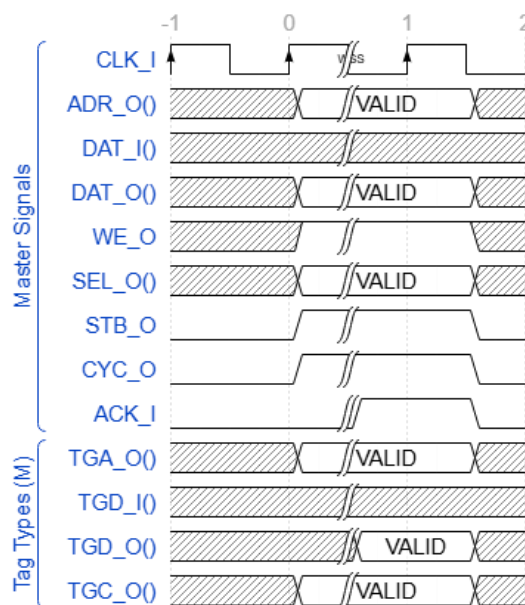 -1 0 1 2
CLK_I wss
ADR_O() VALID
DAT_I()
DAT_O() VALID
WE_O
SEL_O() VALID
STB_O
CYC_O
ACK_I
TGA_O() VALID
TGD_I()
TGD_O() VALID
TGC_O() VALID
Master Signals
Tag Types (M)